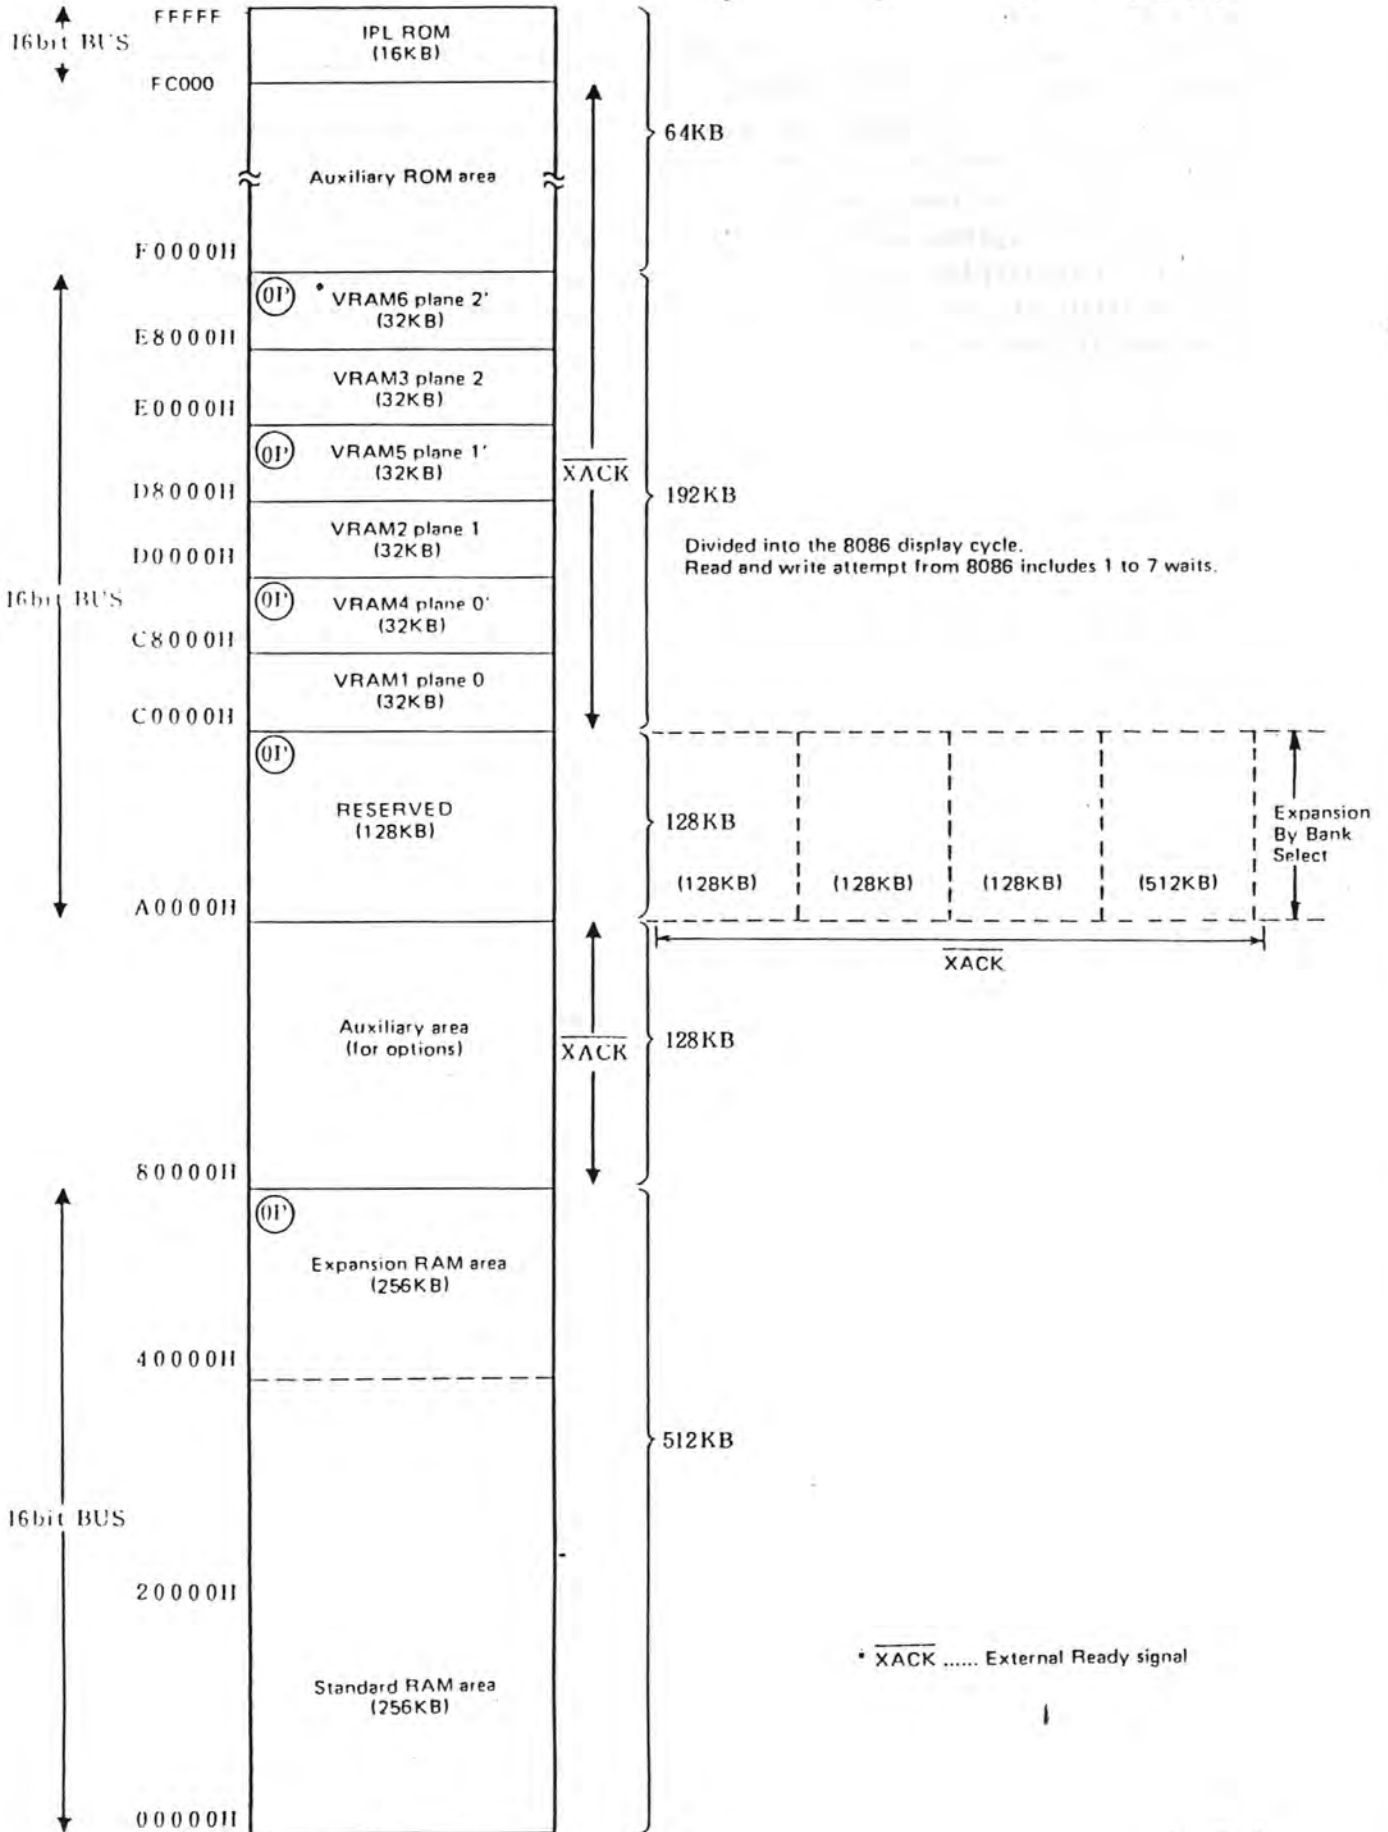 FFFFF
16bit BUS
IPL ROM
(16KB)
FC000
64KB
Auxiliary ROM area
F0000H
OP
VRAM6 plane 2'
(32KB)
E8000H
VRAM3 plane 2
(32KB)
E0000H
OP
VRAM5 plane 1'
(32KB)
XACK
D8000H
192KB
VRAM2 plane 1
(32KB)
D0000H
Divided into the 8086 display cycle.
Read and write attempt from 8086 includes 1 to 7 waits.
16bit BUS
OP
VRAM4 plane 0'
(32KB)
C8000H
VRAM1 plane 0
(32KB)
C0000H
OP
RESERVED
(128KB)
128KB
Expansion
By Bank
Select
(128KB) (128KB) (128KB) (512KB)
A0000H
XACK
Auxiliary area
(for options)
XACK
128KB
80000H
OP
Expansion RAM area
(256KB)
40000H
512KB
16bit BUS
20000H
* XACK ...... External Ready signal
Standard RAM area
(256KB)
00000H